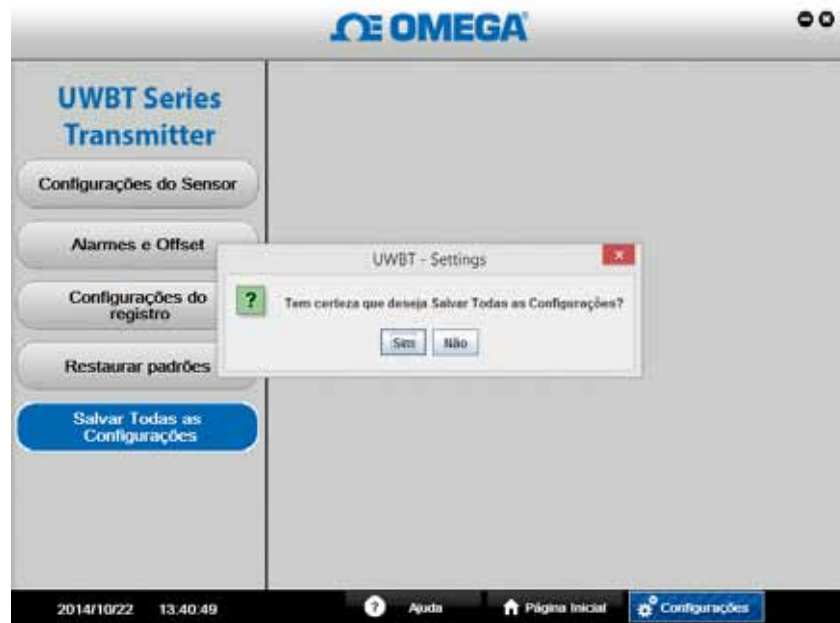 OMEGA
UWBT Series
Transmitter
Configurações do Sensor
Alarmes e Offset
Configurações do
registro
Restaurar padrões
Salvar Todas as
Configurações
UWBT - Settings
Tem certeza que deseja Salvar Todas as Configurações?
Sim Não
2014/10/22 13:40:49 Ajuda Página Inicial Configurações